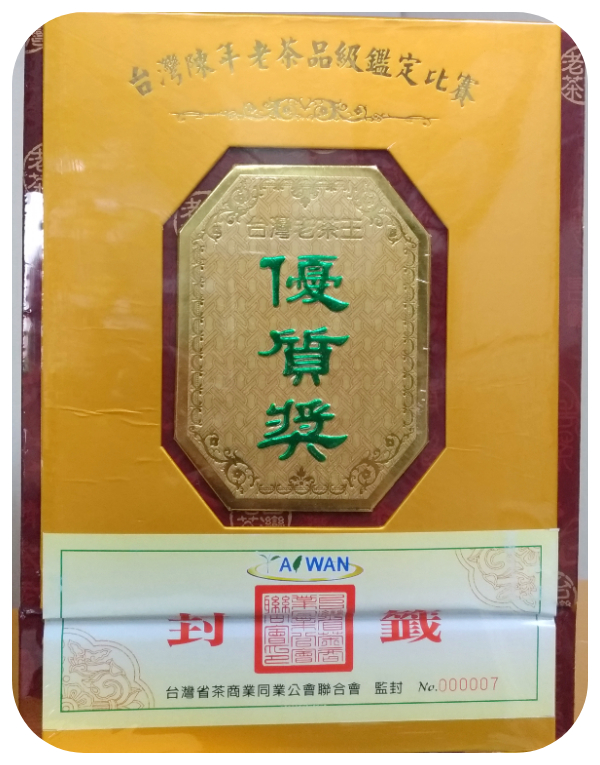 台灣陳年老茶品級鑑定比賽
老茶
台灣老茶王
優質獎
TAIWAN
封 籤
台灣省茶商業同業公會聯合會 監封 No.000007